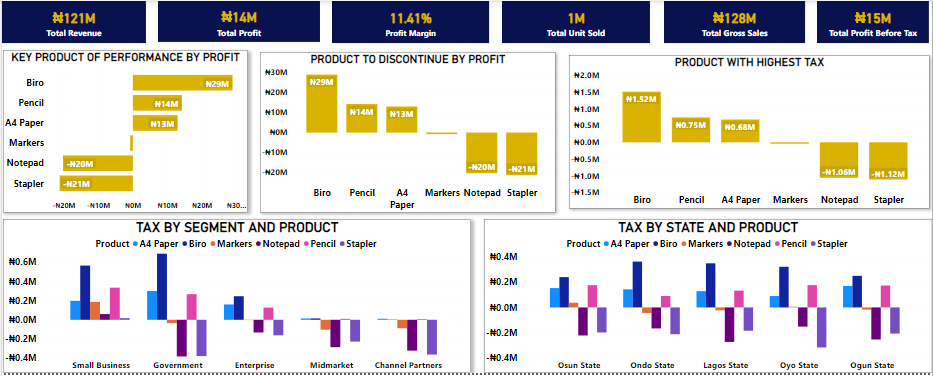 ₦121M
Total Revenue
₦14M
Total Profit
11.41%
Profit Margin
1M
Total Unit Sold
₦128M
Total Gross Sales
₦15M
Total Profit Before Tax
KEY PRODUCT OF PERFORMANCE BY PROFIT
Biro
₦29M
Pencil
₦14M
A4 Paper
₦13M
Markers
Notepad
-₦20M
Stapler
-₦21M
-₦20M -₦10M ₦0M ₦10M ₦20M ₦30...
PRODUCT TO DISCONTINUE BY PROFIT
₦30M
₦20M
₦10M
₦0M
-₦10M
-₦20M
₦29M
₦14M
₦13M
-₦20M
-₦21M
Biro Pencil A4 Paper Markers Notepad Stapler
PRODUCT WITH HIGHEST TAX
₦2.0M
₦1.5M
₦1.0M
₦0.5M
₦0.0M
-₦0.5M
-₦1.0M
-₦1.5M
₦1.52M
₦0.75M
₦0.68M
-₦1.06M
-₦1.12M
Biro Pencil A4 Paper Markers Notepad Stapler
TAX BY SEGMENT AND PRODUCT
Product A4 Paper Biro Markers Notepad Pencil Stapler
₦0.6M
₦0.4M
₦0.2M
₦0.0M
-₦0.2M
-₦0.4M
Small Business Government Enterprise Midmarket Channel Partners
TAX BY STATE AND PRODUCT
Product A4 Paper Biro Markers Notepad Pencil Stapler
₦0.4M
₦0.2M
₦0.0M
-₦0.2M
-₦0.4M
Osun State Ondo State Lagos State Oyo State Ogun State